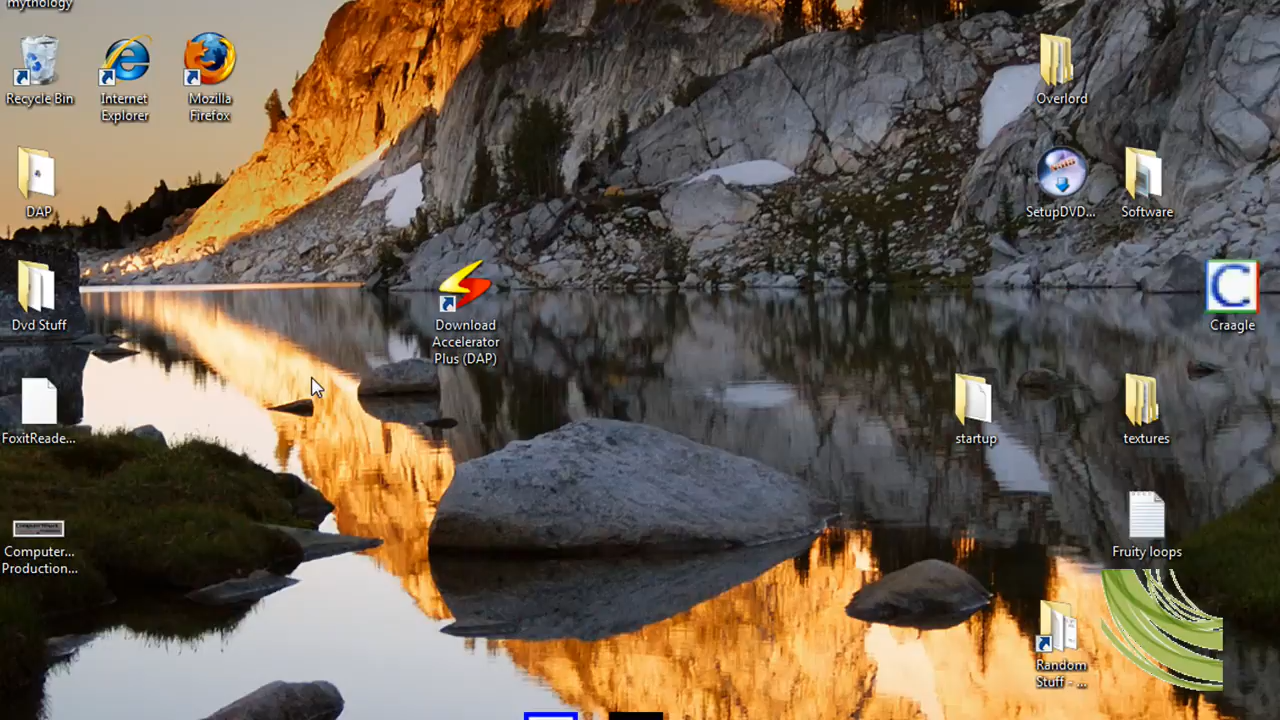 mythology
Recycle Bin
Internet
Explorer
Mozilla
Firefox
Overlord
DAP
SetupDVD...
Software
Dvd Stuff
Download
Accelerator
Plus (DAP)
Craagle
FoxitReade...
startup
textures
Computer...
Production...
Fruity loops
Random
Stuff - ...